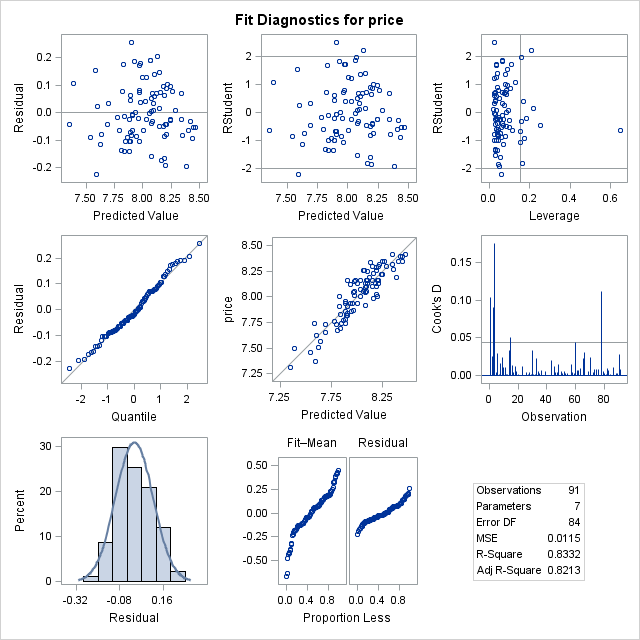 Fit Diagnostics for price
0.2
0.1
0.0
-0.1
-0.2
Residual
7.50 7.75 8.00 8.25 8.50
Predicted Value
2
1
0
-1
-2
RStudent
7.50 7.75 8.00 8.25 8.50
Predicted Value
2
1
0
-1
-2
RStudent
0.0 0.2 0.4 0.6
Leverage
0.2
0.1
0.0
-0.1
-0.2
Residual
-2 -1 0 1 2
Quantile
8.50
8.25
8.00
7.75
7.50
7.25
price
7.25 7.75 8.25
Predicted Value
0.15
0.10
0.05
0.00
Cook's D
0 20 40 60 80
Observation
30
20
10
0
Percent
-0.32 -0.08 0.16
Residual
Fit–Mean Residual
0.50
0.25
0.00
-0.25
-0.50
0.0 0.4 0.8 0.0 0.4 0.8
Proportion Less
Observations 91
Parameters 7
Error DF 84
MSE 0.0115
R-Square 0.8332
Adj R-Square 0.8213